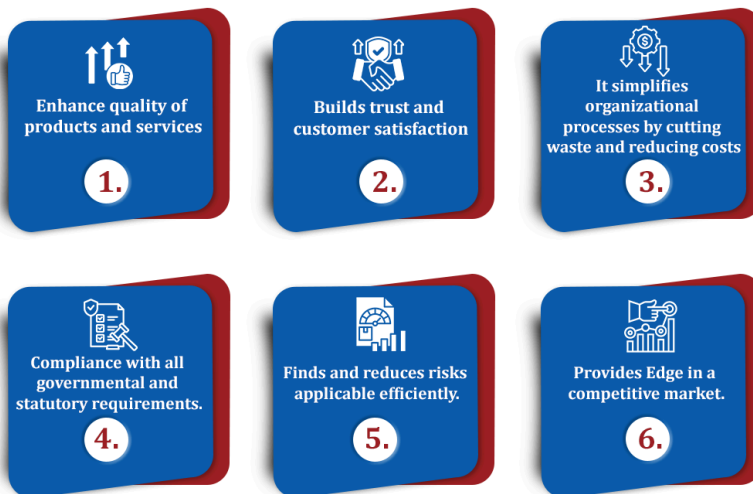 Enhance quality of
products and services
1.
Builds trust and
customer satisfaction
2.
It simplifies
organizational
processes by cutting
waste and reducing costs
3.
Compliance with all
governmental and
statutory requirements.
4.
Finds and reduces risks
applicable efficiently.
5.
Provides Edge in a
competitive market.
6.